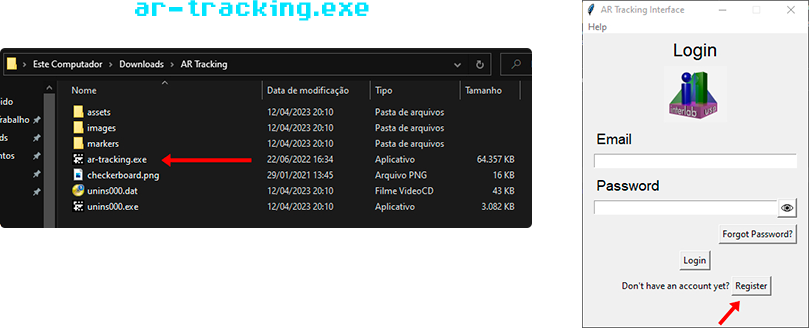 ar-tracking.exe
Este Computador > Downloads > AR Tracking
Nome Data de modificação Tipo Tamanho
assets 12/04/2023 20:10 Pasta de arquivos
images 12/04/2023 20:10 Pasta de arquivos
markers 12/04/2023 20:10 Pasta de arquivos
ar-tracking.exe 22/06/2022 16:34 Aplicativo 64.357 KB
checkerboard.png 29/01/2021 13:45 Arquivo PNG 16 KB
unins000.dat 12/04/2023 20:10 Filme VideoCD 43 KB
unins000.exe 12/04/2023 20:10 Aplicativo 3.082 KB
ido
rabalho
ds
ntos
AR Tracking Interface
Help
Login
interlab usp
Email
Password
Forgot Password?
Login
Don't have an account yet? Register